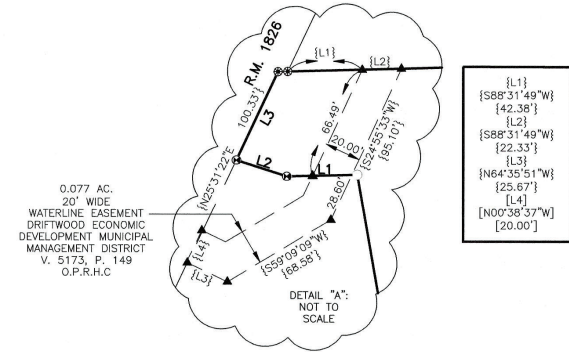 R.M. 1826
{L1}
{L2}
100.33'}
L3
66.49'
{20.00'}
{S24°55'33"W}
{95.10'}
L2
L1
{N25°31'22"E
28.60'
{S59°09'09"W}
{68.58'}
{L4}
{L3}
0.077 AC.
20' WIDE
WATERLINE EASEMENT
DRIFTWOOD ECONOMIC
DEVELOPMENT MUNICIPAL
MANAGEMENT DISTRICT
V. 5173, P. 149
O.P.R.H.C
DETAIL "A":
NOT TO
SCALE
{L1}
{S88°31'49"W}
{42.38'}
{L2}
{S88°31'49"W}
{22.33'}
{L3}
{N64°35'51"W}
{25.67'}
[L4]
[N00°38'37"W]
[20.00']